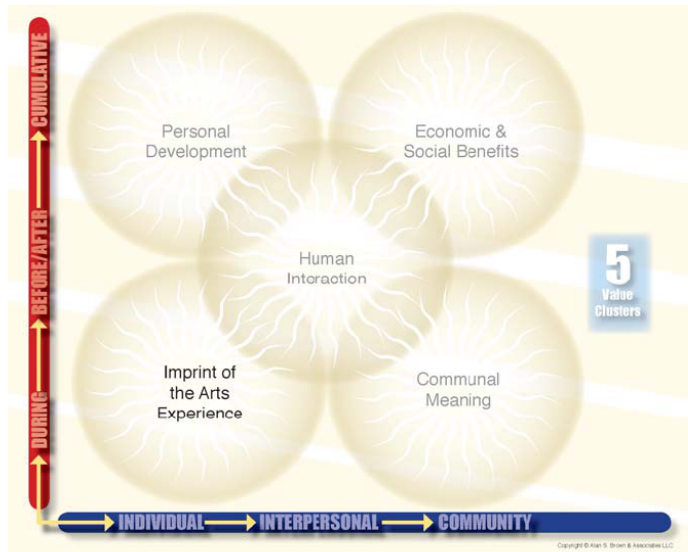 CUMULATIVE
BEFORE/AFTER
DURING
Personal
Development
Economic &
Social Benefits
Human
Interaction
Imprint of
the Arts
Experience
Communal
Meaning
5
Value
Clusters
INDIVIDUAL
INTERPERSONAL
COMMUNITY
Copyright © Alan S. Brown & Associates LLC